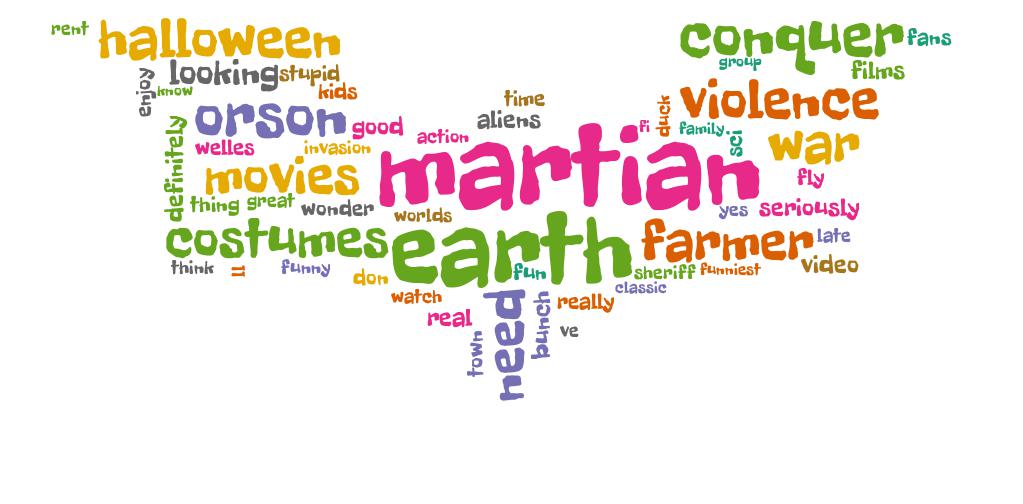 rent
halloween
conquer
fans
group
films
looking
stupid
enjoy
know
kids
violence
time
aliens
duck
orson
good
action
fi
family
sci
war
welles
invasion
definitely
movies
martian
fly
thing
great
wonder
worlds
yes
seriously
costumes
earth
farmer
late
think
11
funny
don
fun
sheriff
funniest
video
classic
watch
need
bunch
really
real
town
ve